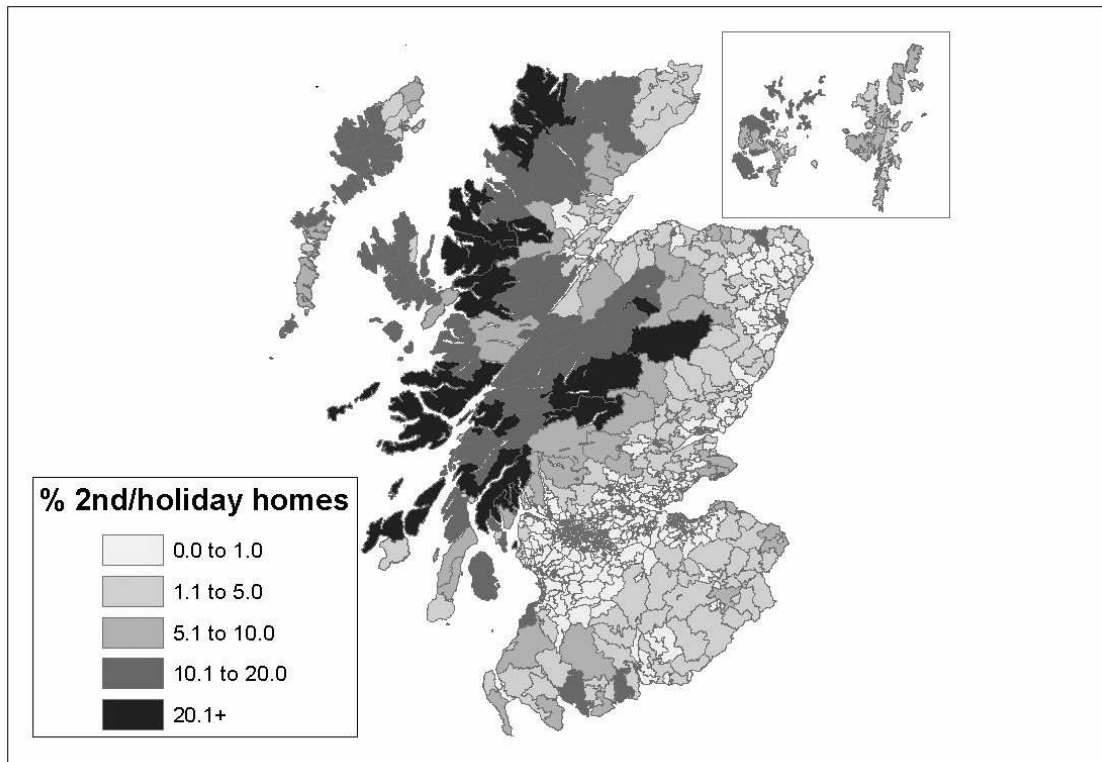 % 2nd/holiday homes
0.0 to 1.0
1.1 to 5.0
5.1 to 10.0
10.1 to 20.0
20.1+